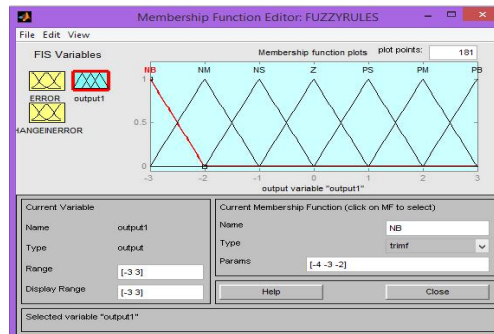 Membership Function Editor: FUZZYRULES
File Edit View
FIS Variables
Membership function plots plot points: 181
NB NM NS Z PS PM PB
1
ERROR output1
0.5
HANGEINERROR
0
-3 -2 -1 0 1 2 3
output variable "output1"
Current Variable
Current Membership Function (click on MF to select)
Name output1
Name NB
Type output
Type trimf
Params [-4 -3 -2]
Range [-3 3]
Display Range [-3 3]
Help Close
Selected variable "output1"